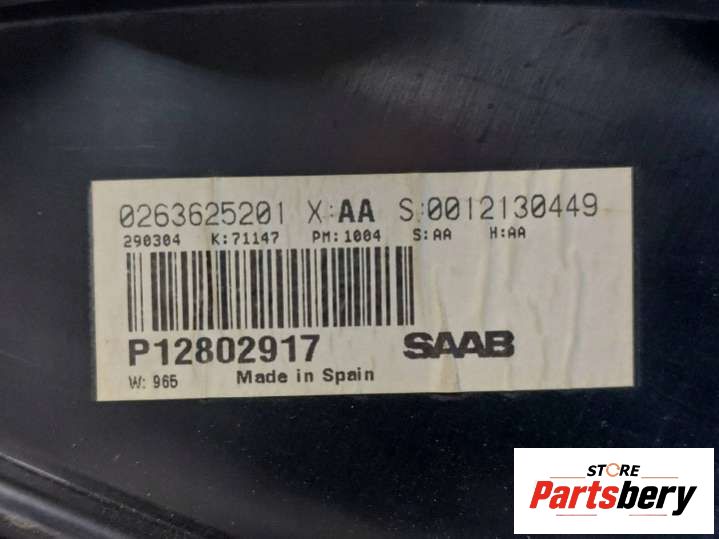 0263625201 X:AA S:0012130449
290304 K:71147 PM:1004 S:AA H:AA
P12802917 SAAB
W: 965 Made in Spain
STORE
Partsbery